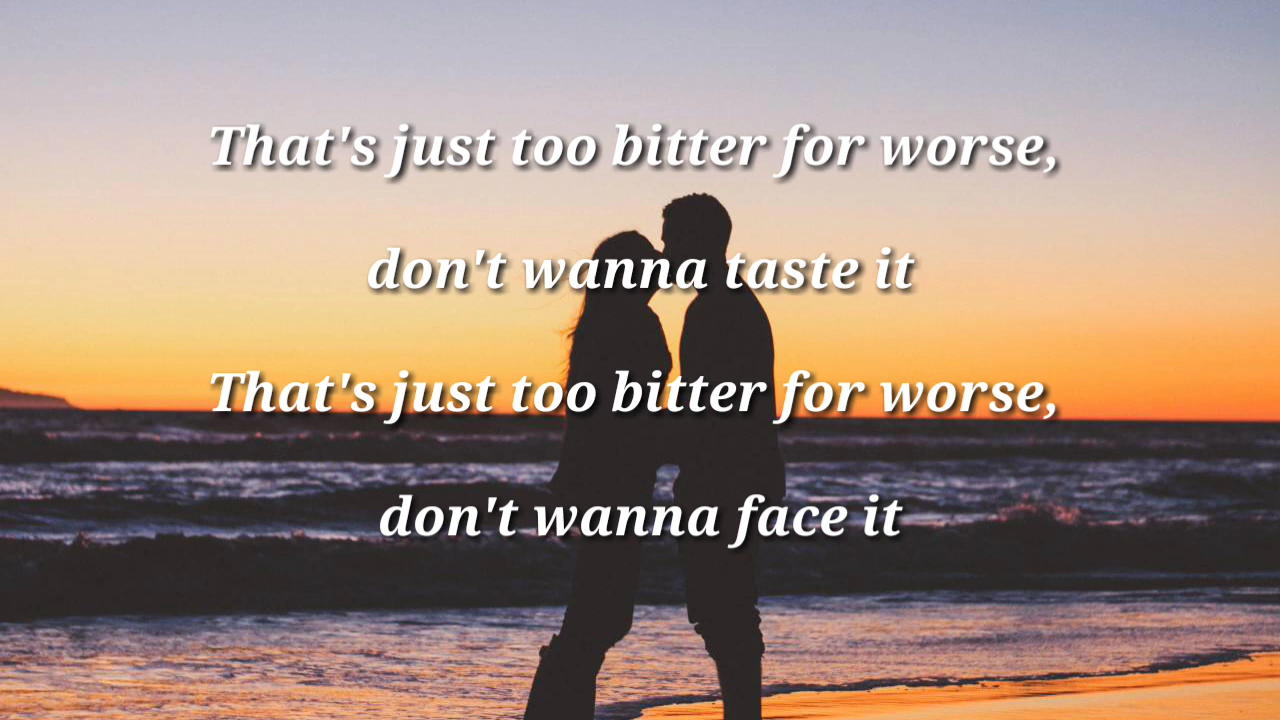 That's just too bitter for worse,
don't wanna taste it
That's just too bitter for worse,
don't wanna face it